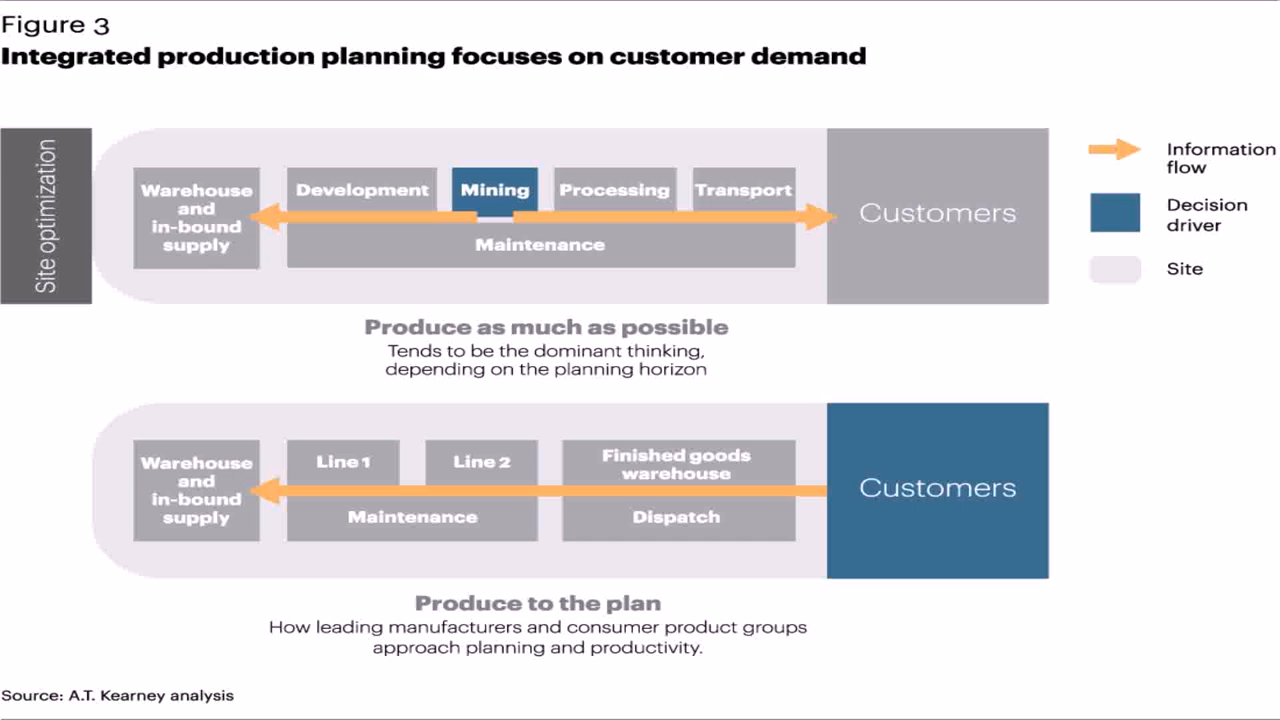 Figure 3
Integrated production planning focuses on customer demand
Site optimization
Warehouse
and
in-bound
supply
Development
Mining
Processing
Transport
Maintenance
Customers
Information
flow
Decision
driver
Site
Produce as much as possible
Tends to be the dominant thinking,
depending on the planning horizon
Warehouse
and
in-bound
supply
Line 1
Line 2
Finished goods
warehouse
Maintenance
Dispatch
Customers
Produce to the plan
How leading manufacturers and consumer product groups
approach planning and productivity.
Source: A.T. Kearney analysis